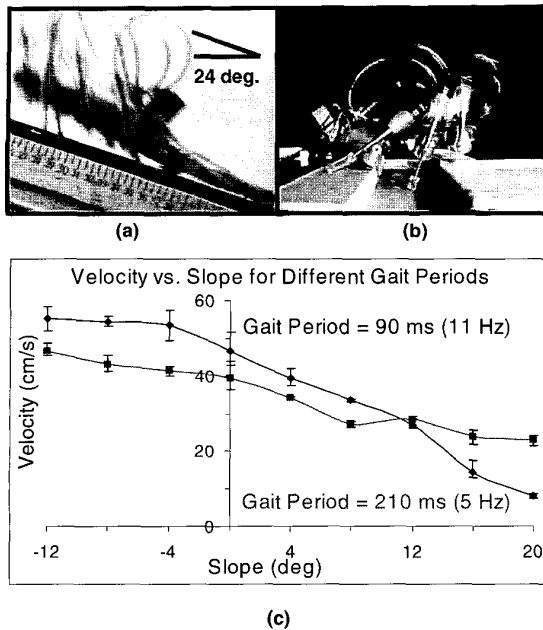 24 deg.
(a)
(b)
Velocity vs. Slope for Different Gait Periods
60
Gait Period = 90 ms (11 Hz)
40
Velocity (cm/s)
20
Gait Period = 210 ms (5 Hz)
0
-12
-4
4
12
20
Slope (deg)
(c)